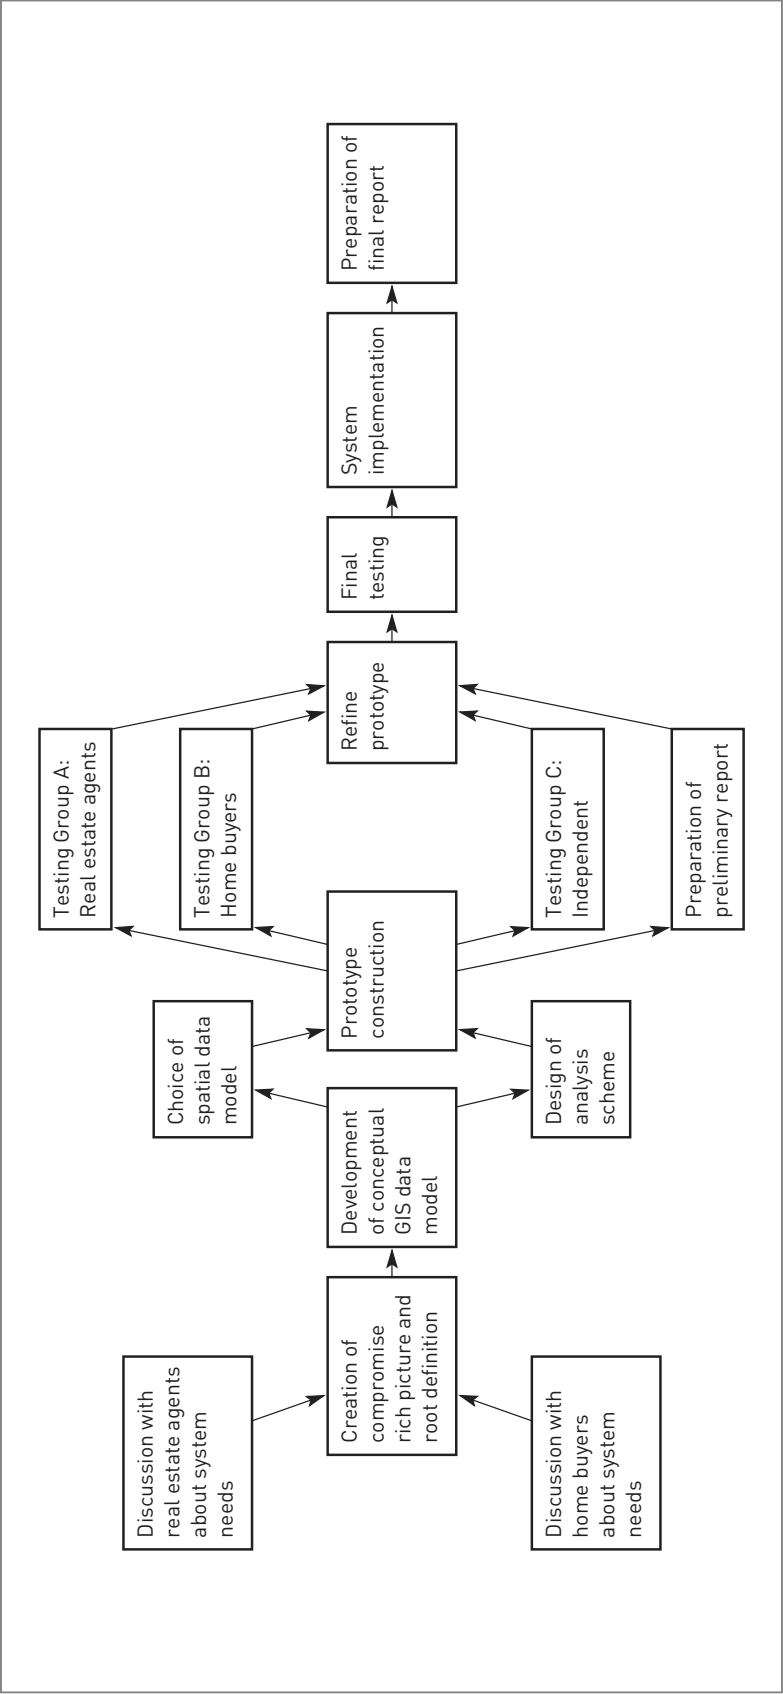 Discussion with
real estate agents
about system
needs
Discussion with
home buyers
about system
needs
Creation of
compromise
rich picture and
root definition
Development
of conceptual
GIS data
model
Choice of
spatial data
model
Design of
analysis
scheme
Prototype
construction
Testing Group A:
Real estate agents
Testing Group B:
Home buyers
Testing Group C:
Independent
Preparation of
preliminary report
Refine
prototype
Final
testing
System
implementation
Preparation of
final report